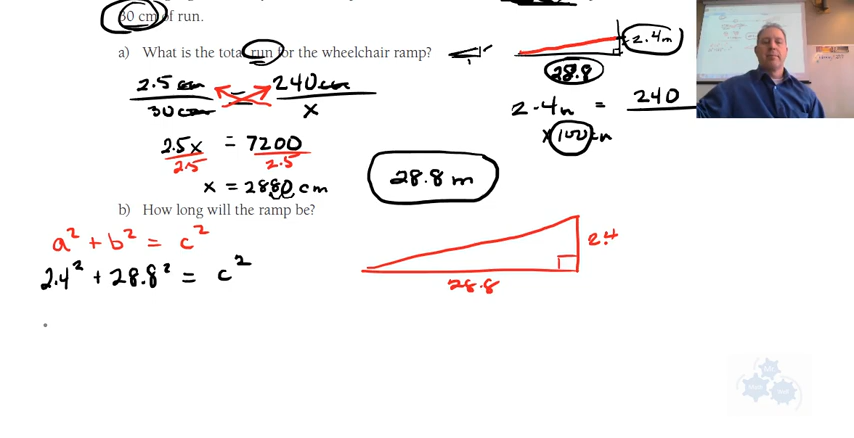 30 cm of run.
a) What is the total run for the wheelchair ramp?
2.4m
28.8
2.5 cm = 240 cm
30 cm x
2.4m = 240
x 100 cm
2.5x = 7200
2.5 2.5
x = 2880 cm
28.8 m
b) How long will the ramp be?
a² + b² = c²
2.4² + 28.8² = c²
2.4
28.8